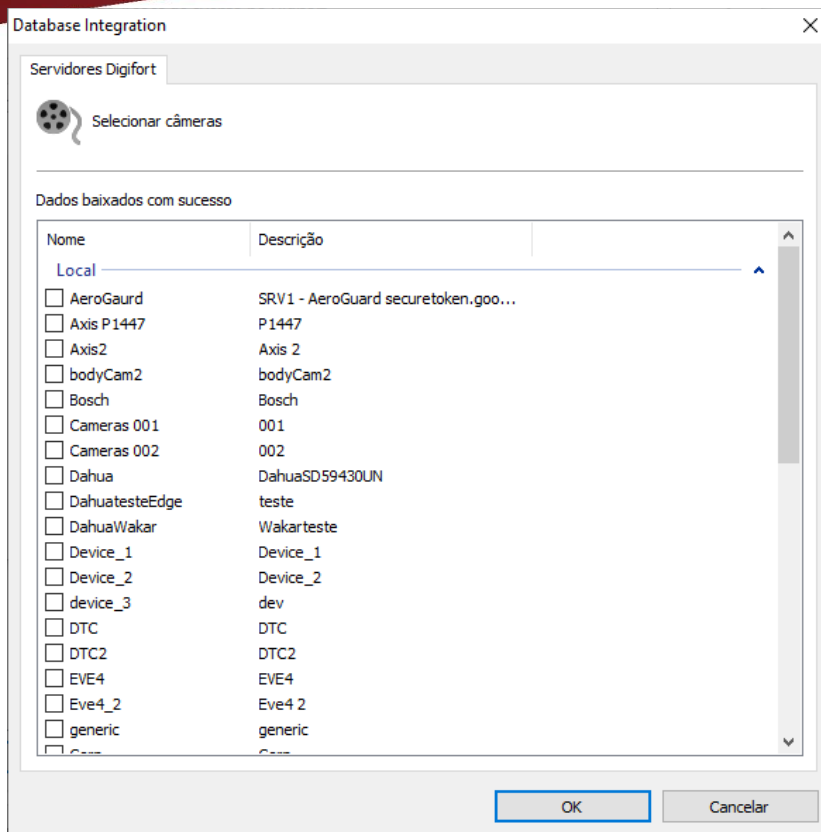 Database Integration
Servidores Digifort
Selecionar câmeras
Dados baixados com sucesso
Nome Descrição
Local
AeroGaurd SRV1 - AeroGuard securetoken.goo...
Axis P1447 P1447
Axis2 Axis 2
bodyCam2 bodyCam2
Bosch Bosch
Cameras 001 001
Cameras 002 002
Dahua DahuaSD59430UN
DahuatesteEdge teste
DahuaWakar Wakarteste
Device_1 Device_1
Device_2 Device_2
device_3 dev
DTC DTC
DTC2 DTC2
EVE4 EVE4
Eve4_2 Eve4 2
generic generic
OK Cancelar